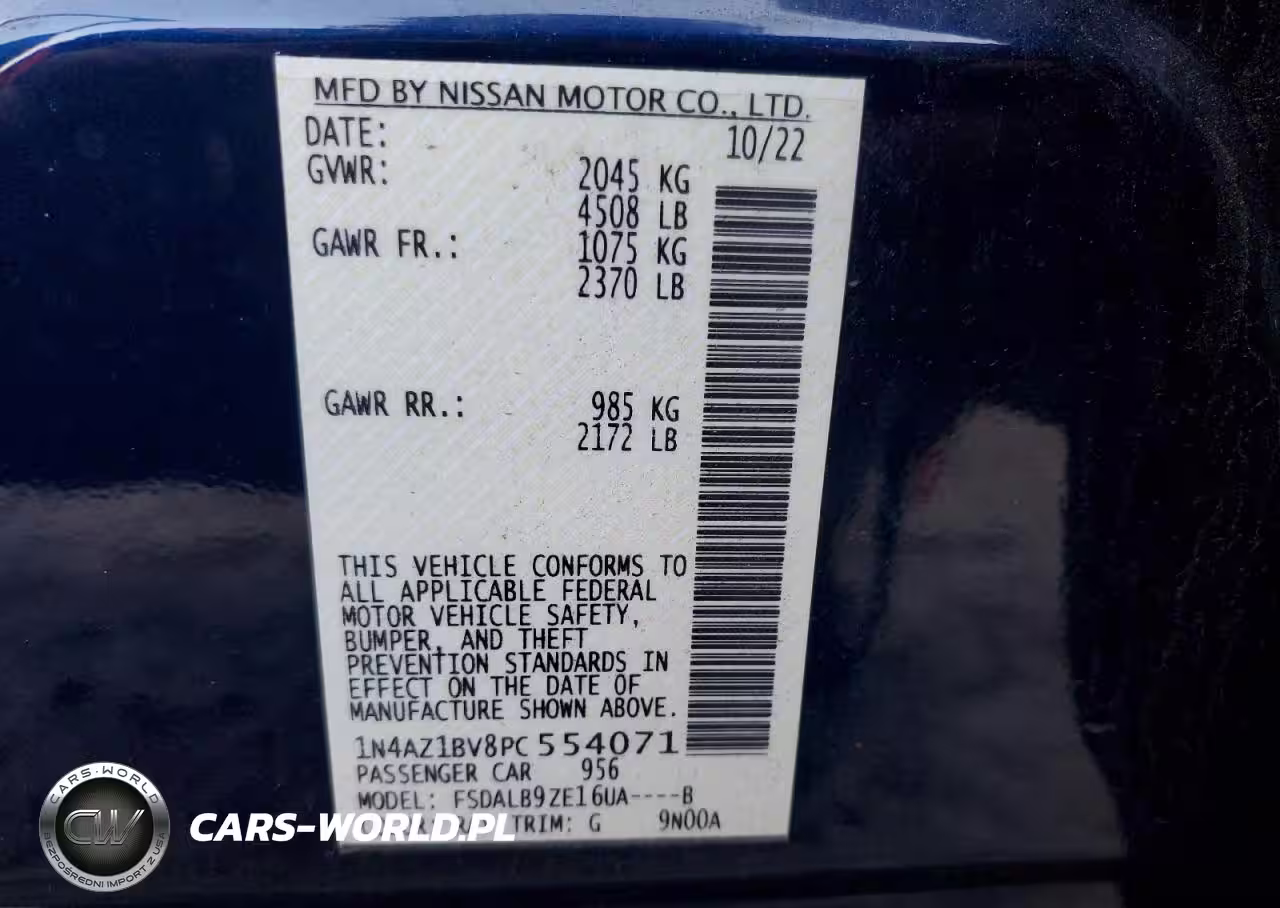 MFD BY NISSAN MOTOR CO., LTD.
DATE: 10/22
GVWR: 2045 KG
4508 LB
GAWR FR.: 1075 KG
2370 LB
GAWR RR.: 985 KG
2172 LB
THIS VEHICLE CONFORMS TO
ALL APPLICABLE FEDERAL
MOTOR VEHICLE SAFETY,
BUMPER, AND THEFT
PREVENTION STANDARDS IN
EFFECT ON THE DATE OF
MANUFACTURE SHOWN ABOVE.
1N4AZ1BV8PC554071
PASSENGER CAR 956
MODEL: FSDALB9ZE16UA----B
TRIM: G 9N00A
CARS-WORLD
CW
BEZPOŚREDNI IMPORT Z USA
CARS-WORLD.PL